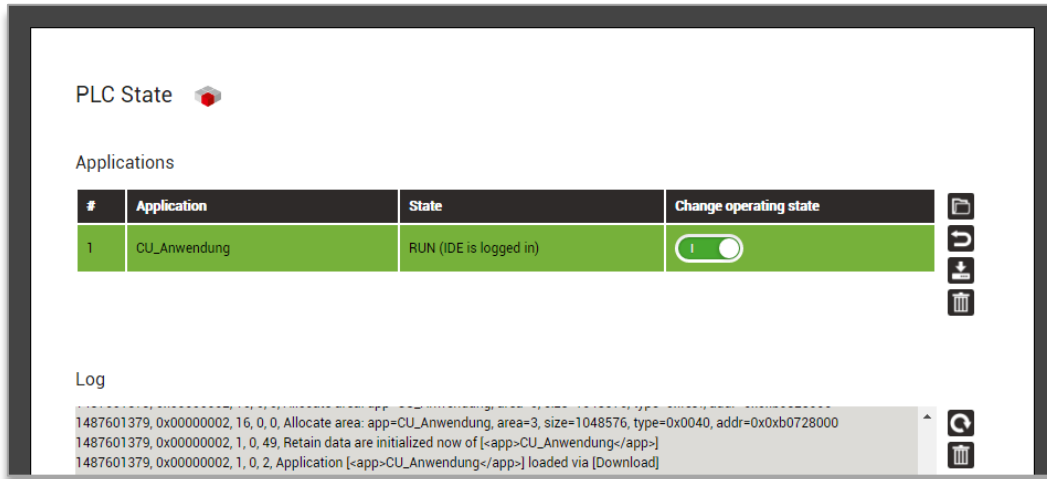 PLC State
Applications
# Application State Change operating state
1 CU_Anwendung RUN (IDE is logged in) I
Log
1487601379, 0x00000002, 16, 0, 0, Allocate area: app=CU_Anwendung, area=3, size=1048576, type=0x0040, addr=0x0xb0728000
1487601379, 0x00000002, 1, 0, 49, Retain data are initialized now of [<app>CU_Anwendung</app>]
1487601379, 0x00000002, 1, 0, 2, Application [<app>CU_Anwendung</app>] loaded via [Download]